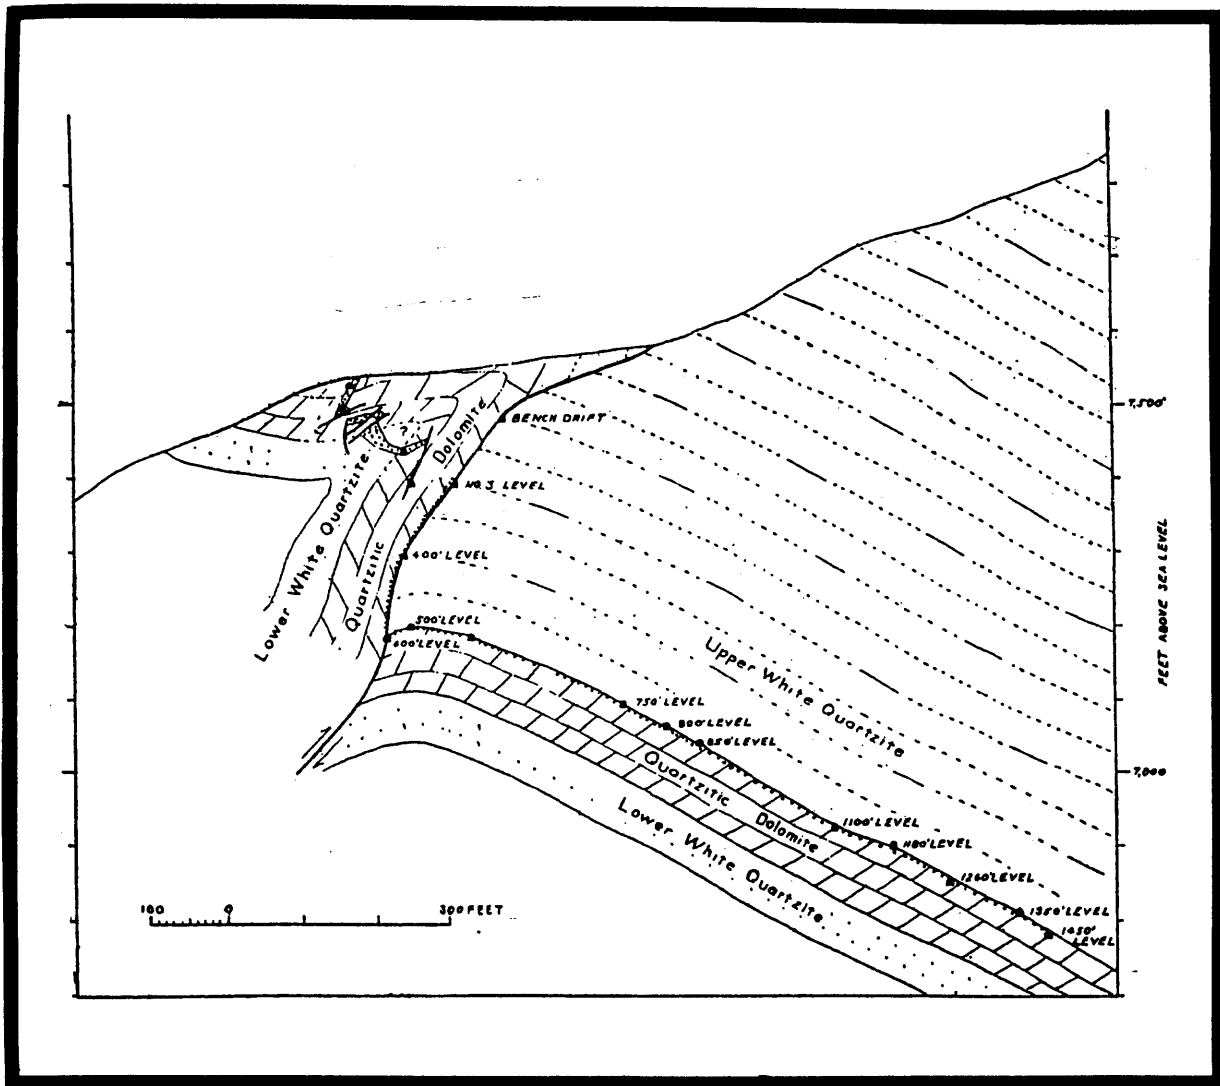 7,500'
BENCH DRIFT
Dolomite
NO. 5 LEVEL
?
Lower White Quartzite
Quartzitic
400' LEVEL
FEET ABOVE SEA LEVEL
500' LEVEL
600' LEVEL
Upper White Quartzite
750' LEVEL
800' LEVEL
850' LEVEL
7,000
Quartzitic Dolomite
Lower White Quartzite
1100' LEVEL
1180' LEVEL
1260' LEVEL
1350' LEVEL
1450'
LEVEL
100 0 300 FEET